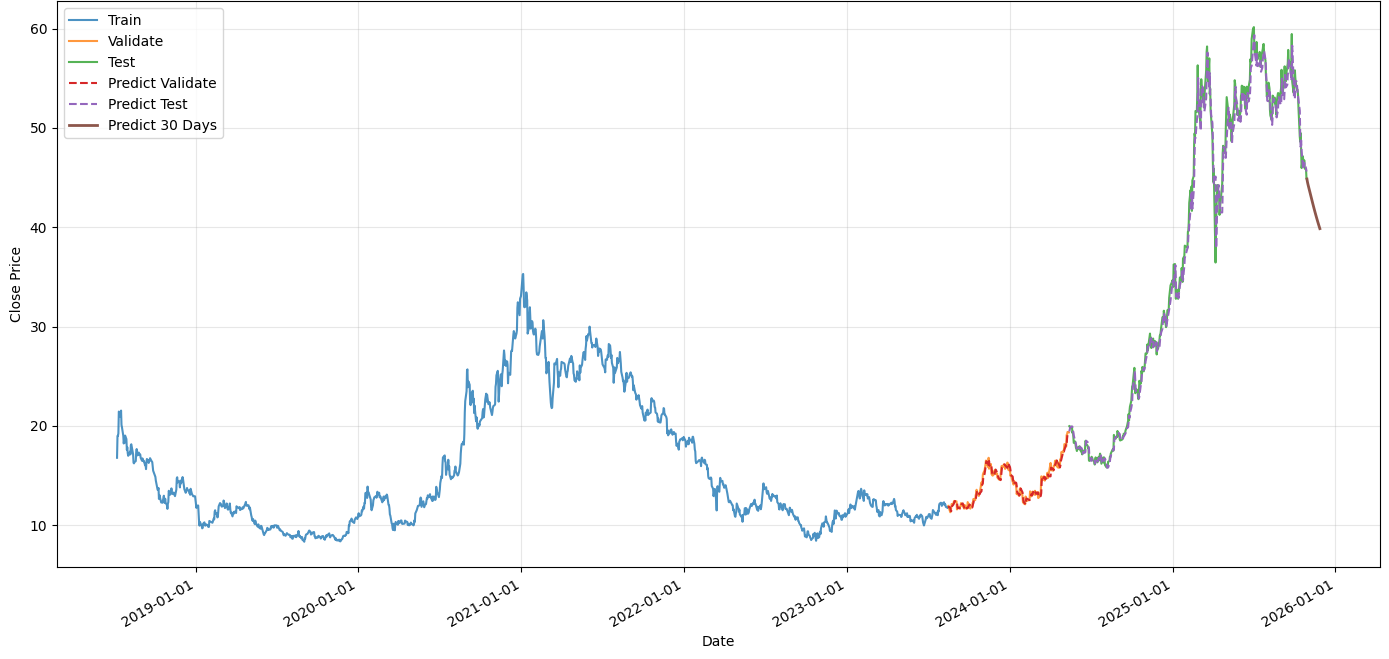 Train
Validate
Test
Predict Validate
Predict Test
Predict 30 Days
60
50
40
30
20
10
Close Price
2019-01-01
2020-01-01
2021-01-01
2022-01-01
2023-01-01
2024-01-01
2025-01-01
2026-01-01
Date